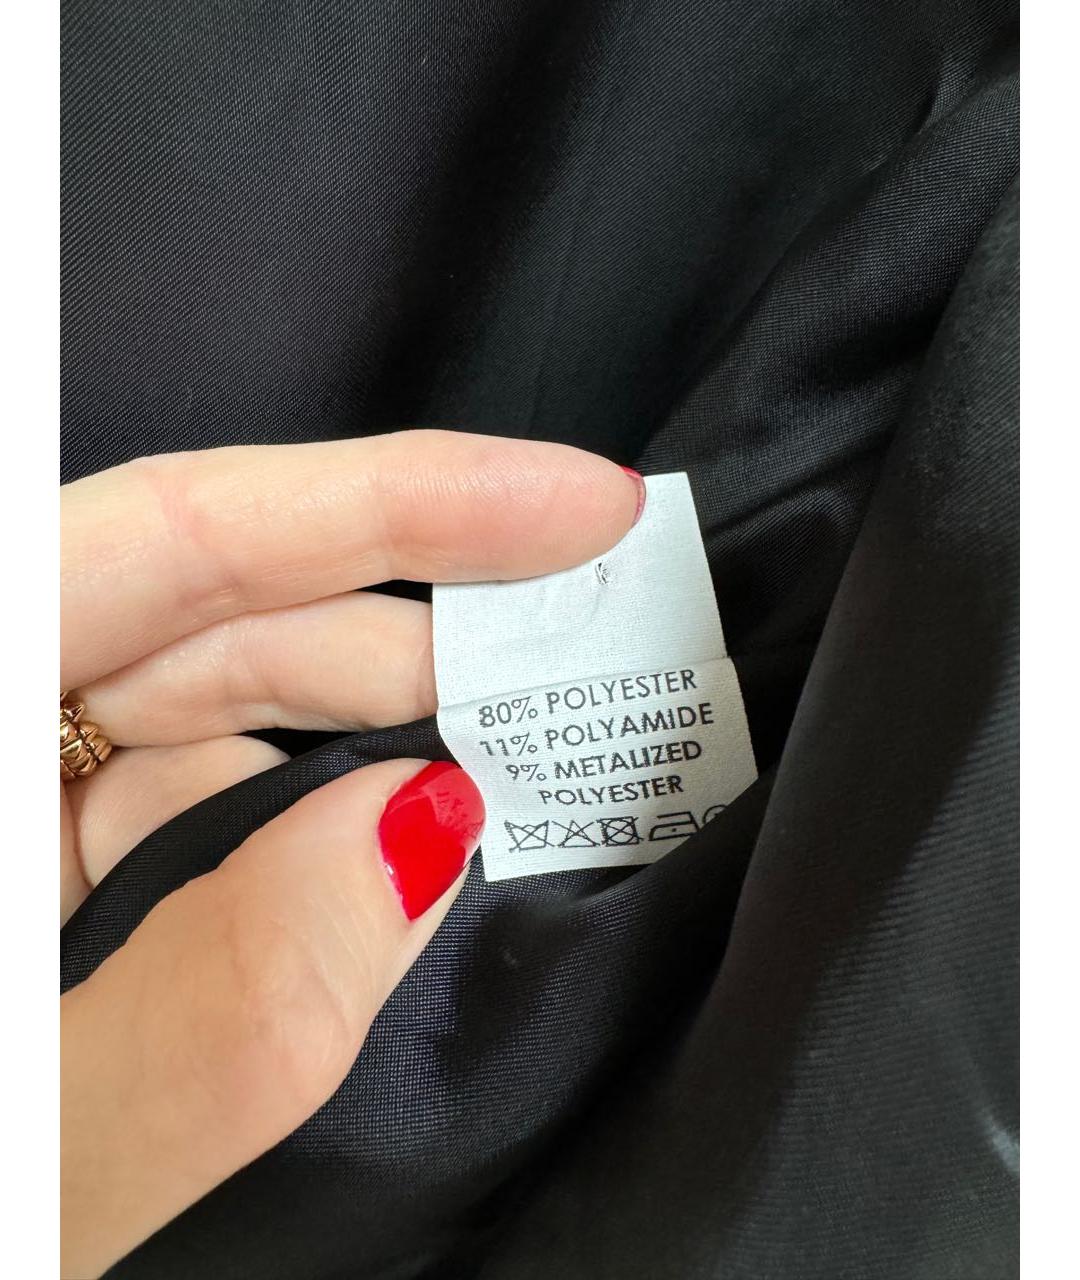 80% POLYESTER
11% POLYAMIDE
9% METALIZED
POLYESTER